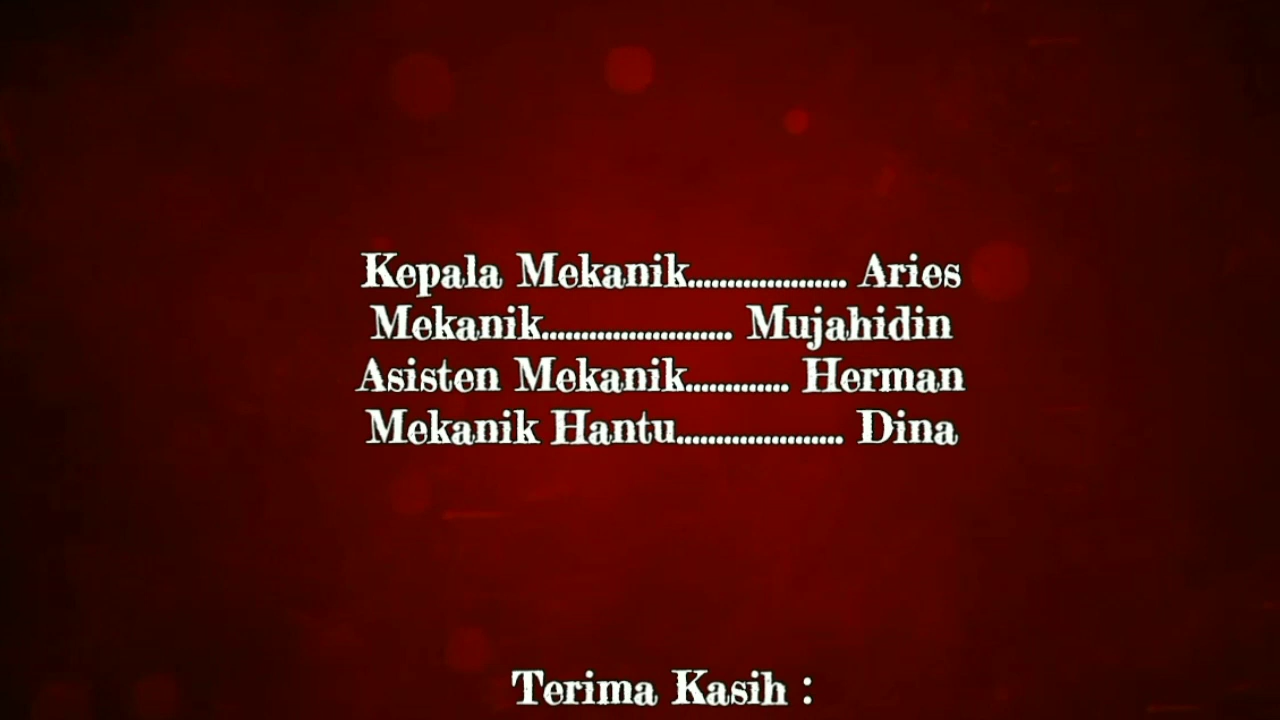 Kepala Mekanik.................... Aries
Mekanik........................ Mujahidin
Asisten Mekanik............. Herman
Mekanik Hantu..................... Dina
Terima Kasih :